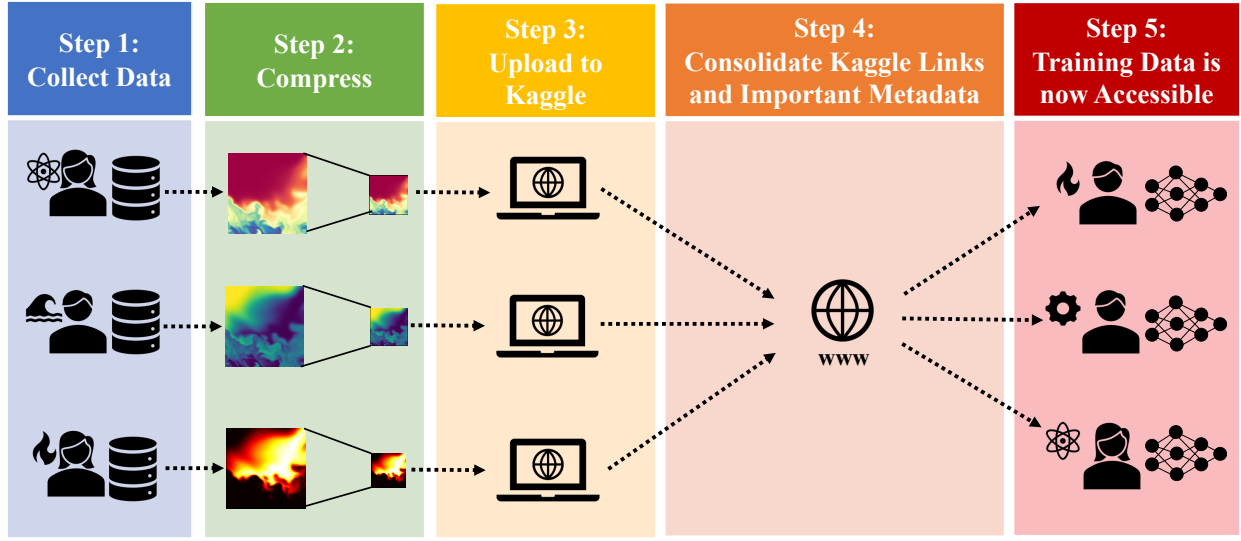 Step 1:
Collect Data
Step 2:
Compress
Step 3:
Upload to
Kaggle
Step 4:
Consolidate Kaggle Links
and Important Metadata
Step 5:
Training Data is
now Accessible
www